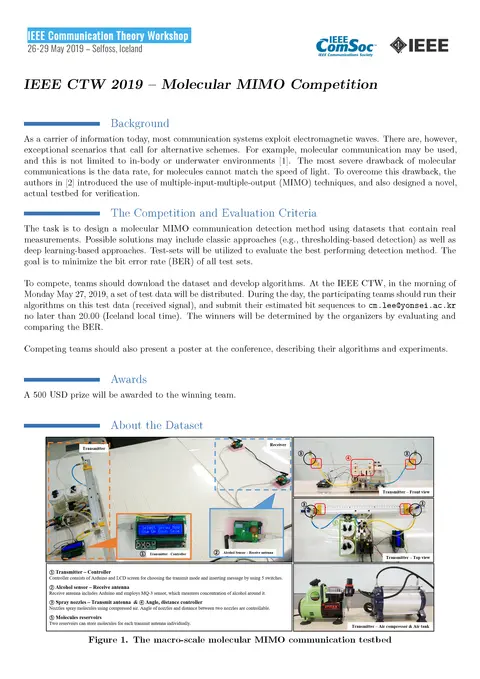 IEEE Communication Theory Workshop
26-29 May 2019 – Selfoss, Iceland
IEEE
ComSoc™
IEEE Communications Society
IEEE
IEEE CTW 2019 – Molecular MIMO Competition
Background
As a carrier of information today, most communication systems exploit electromagnetic waves. There are, however,
exceptional scenarios that call for alternative schemes. For example, molecular communication may be used,
and this is not limited to in-body or underwater environments [1]. The most severe drawback of molecular
communications is the data rate, for molecules cannot match the speed of light. To overcome this drawback, the
authors in [2] introduced the use of multiple-input-multiple-output (MIMO) techniques, and also designed a novel,
actual testbed for verification.
The Competition and Evaluation Criteria
The task is to design a molecular MIMO communication detection method using datasets that contain real
measurements. Possible solutions may include classic approaches (e.g., thresholding-based detection) as well as
deep learning-based approaches. Test-sets will be utilized to evaluate the best performing detection method. The
goal is to minimize the bit error rate (BER) of all test sets.
To compete, teams should download the dataset and develop algorithms. At the IEEE CTW, in the morning of
Monday May 27, 2019, a set of test data will be distributed. During the day, the participating teams should run their
algorithms on this test data (received signal), and submit their estimated bit sequences to cm.lee@yonsei.ac.kr
no later than 20.00 (Iceland local time). The winners will be determined by the organizers by evaluating and
comparing the BER.
Competing teams should also present a poster at the conference, describing their algorithms and experiments.
Awards
A 500 USD prize will be awarded to the winning team.
About the Dataset
Transmitter
Receiver
① Transmitter - Controller
② Alcohol sensor - Receive antenna
③
④
③
Transmitter – Front view
Transmitter – Top view
Transmitter – Air compressor & Air tank
① Transmitter – Controller
Controller consists of Arduino and LCD screen for choosing the transmit mode and inserting message by using 5 switches.
② Alcohol sensor – Receive antenna
Receive antenna includes Arduino and employs MQ-3 sensor, which measures concentration of alcohol around it
③ Spray nozzles – Transmit antenna & ④ Angle, distance controller
Nozzles spray molecules using compressed air. Angle of nozzles and distance between two nozzles are controllable.
⑤ Molecules reservoirs
Two reservoirs can store molecules for each transmit antenna individually.
Figure 1. The macro-scale molecular MIMO communication testbed